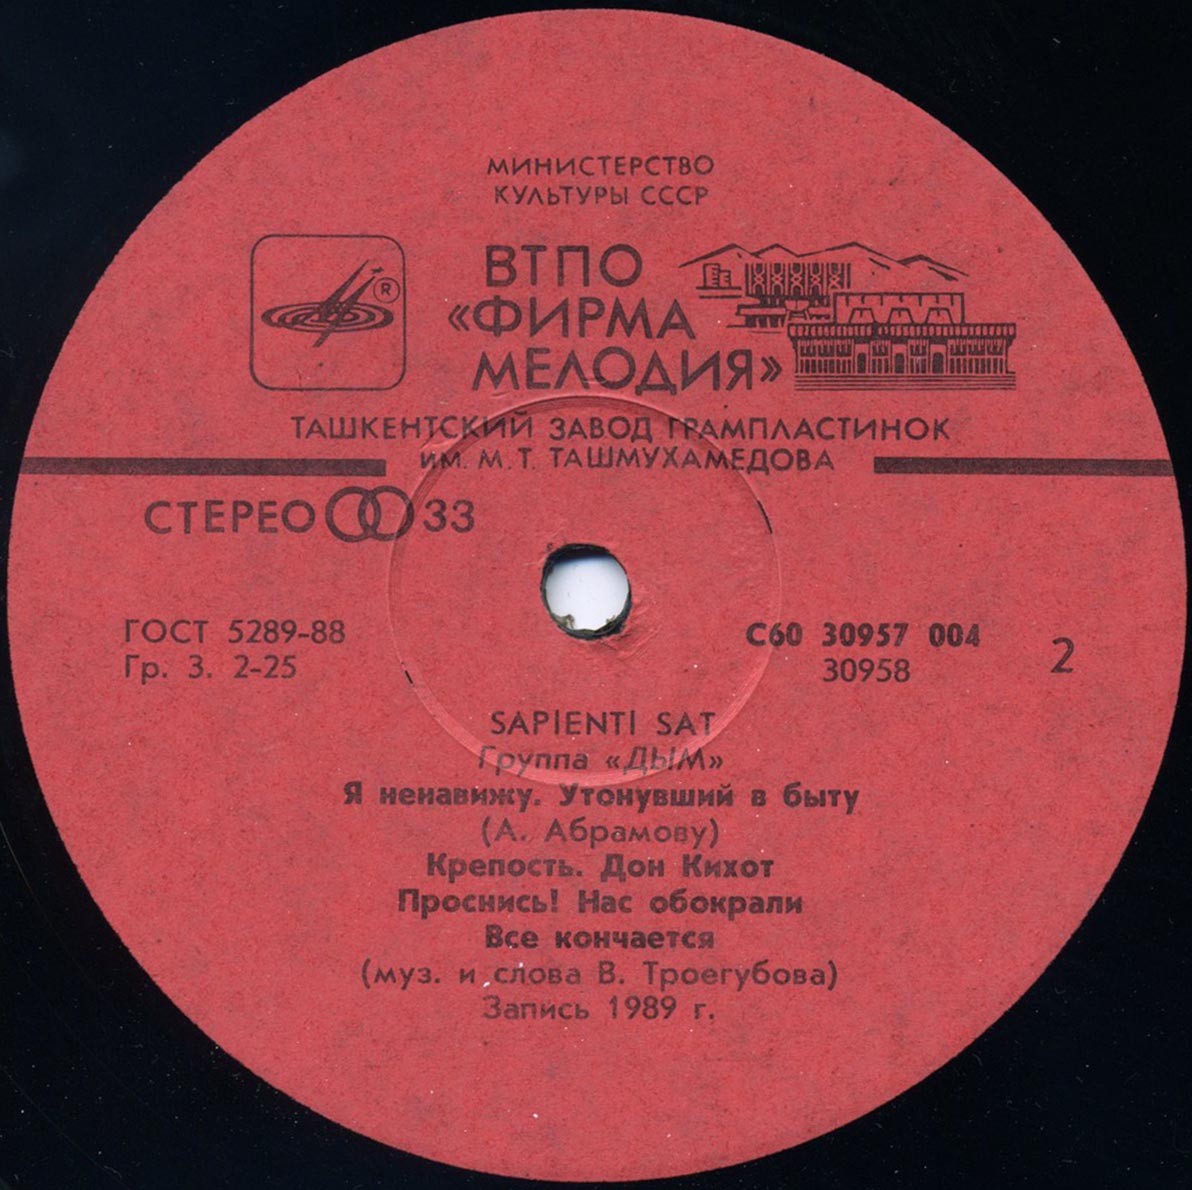 МИНИСТЕРСТВО
КУЛЬТУРЫ СССР
ВТПО
«ФИРМА
МЕЛОДИЯ»
®
ТАШКЕНТСКИЙ ЗАВОД ГРАМПЛАСТИНОК
ИМ. М. Т. ТАШМУХАМЕДОВА
СТЕРЕО 33
ГОСТ 5289-88
Гр. 3. 2-25
С60 30957 004
30958
2
SAPIENTI SAT
Группа «ДЫМ»
Я ненавижу. Утонувший в быту
(А. Абрамову)
Крепость. Дон Кихот
Проснись! Нас обокрали
Все кончается
(муз. и слова В. Троегубова)
Запись 1989 г.